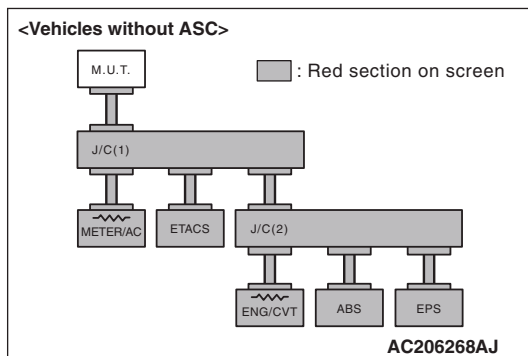 <Vehicles without ASC>
M.U.T.
: Red section on screen
J/C(1)
METER/AC
ETACS
J/C(2)
ENG/CVT
ABS
EPS
AC206268AJ